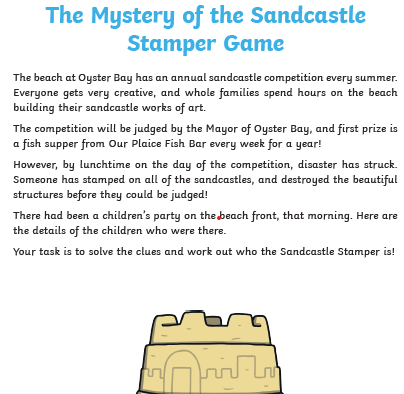 The Mystery of the Sandcastle
Stamper Game
The beach at Oyster Bay has an annual sandcastle competition every summer.
Everyone gets very creative, and whole families spend hours on the beach
building their sandcastle works of art.
The competition will be judged by the Mayor of Oyster Bay, and first prize is
a fish supper from Our Plaice Fish Bar every week for a year!
However, by lunchtime on the day of the competition, disaster has struck.
Someone has stamped on all of the sandcastles, and destroyed the beautiful
structures before they could be judged!
There had been a children's party on the beach front, that morning. Here are
the details of the children who were there.
Your task is to solve the clues and work out who the Sandcastle Stamper is!